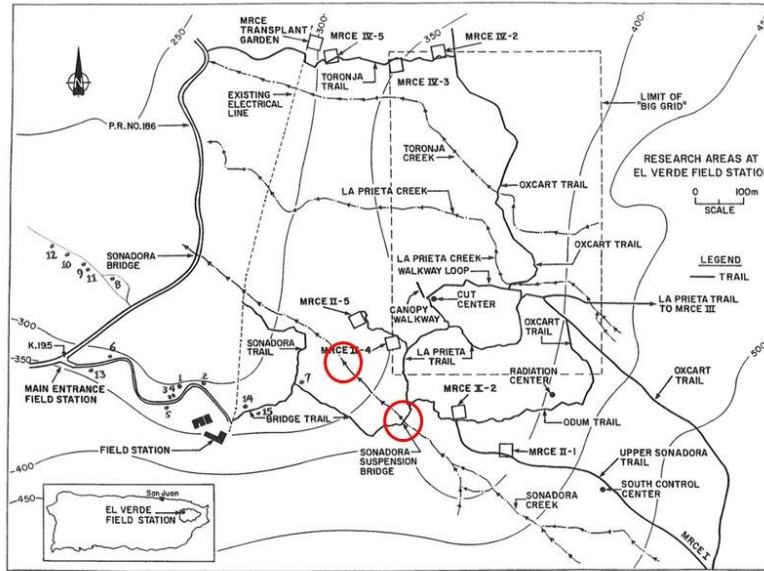 MRCE
TRANSPLANT
GARDEN
300
MRCE IV-5
350
MRCE IV-2
250
400
450
TORONJA
TRAIL
MRCE IV-3
N
EXISTING
ELECTRICAL
LINE
LIMIT OF
"BIG GRID"
P.R.NO.186
TORONJA
CREEK
RESEARCH AREAS AT
EL VERDE FIELD STATION
0 100m
SCALE
OXCART TRAIL
LA PRIETA CREEK
SONADORA
BRIDGE
12
10
9
11
8
LA PRIETA CREEK
WALKWAY LOOP
OXCART TRAIL
LEGEND
TRAIL
MRCE II-5
CANOPY
WALKWAY
CUT
CENTER
LA PRIETA TRAIL
TO MRCE III
300
K.19.5
350
6
SONADORA
TRAIL
MRCE II-4
LA PRIETA
TRAIL
OXCART
TRAIL
500
MAIN ENTRANCE
FIELD STATION
13
1
2
3
4
5
7
RADIATION
CENTER
OXCART
TRAIL
14
15
BRIDGE TRAIL
MRCE X-2
ODUM TRAIL
FIELD STATION
400
SONADORA
SUSPENSION
BRIDGE
MRCE II-1
UPPER SONADORA
TRAIL
SOUTH CONTROL
CENTER
450
San Juan
EL VERDE
FIELD STATION
SONADORA
CREEK
MRCE I